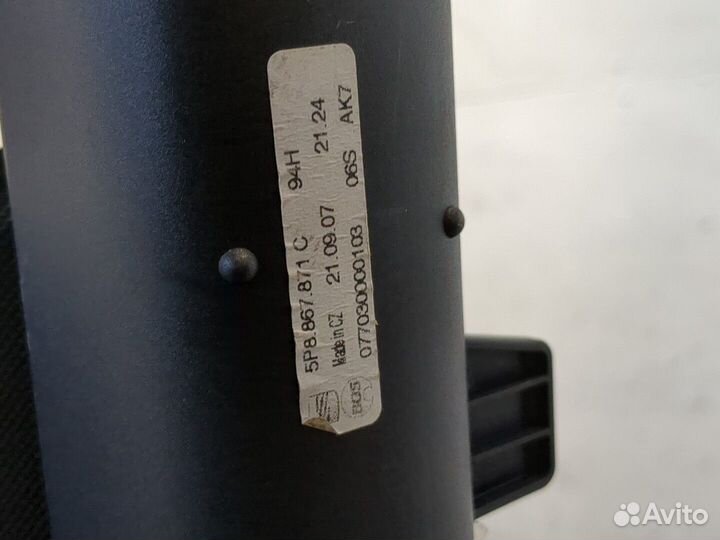 5P8.867.871 C 94H
Made in CZ 21.09.07 21.24
077030000103 06S AK7
BOS
Avito